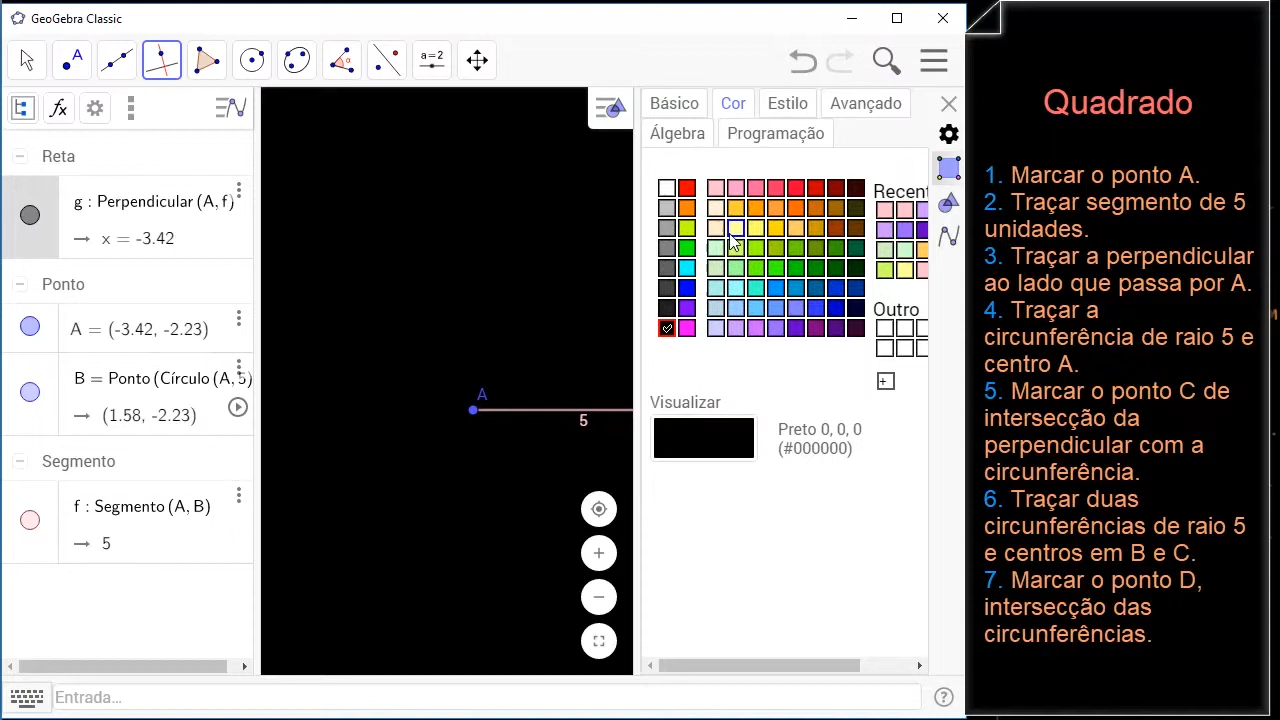 GeoGebra Classic
A
a=2
fx
Reta
g : Perpendicular (A, f)
→ x = -3.42
Ponto
A = (-3.42, -2.23)
B = Ponto (Círculo (A, 5)
→ (1.58, -2.23)
Segmento
f : Segmento (A, B)
→ 5
Entrada...
A
5
Básico
Cor
Estilo
Avançado
Álgebra
Programação
Recent
Outro
+
Visualizar
Preto 0, 0, 0
(#000000)
Quadrado
1. Marcar o ponto A.
2. Traçar segmento de 5
unidades.
3. Traçar a perpendicular
ao lado que passa por A.
4. Traçar a
circunferência de raio 5 e
centro A.
5. Marcar o ponto C de
intersecção da
perpendicular com a
circunferência.
6. Traçar duas
circunferências de raio 5
e centros em B e C.
7. Marcar o ponto D,
intersecção das
circunferências.